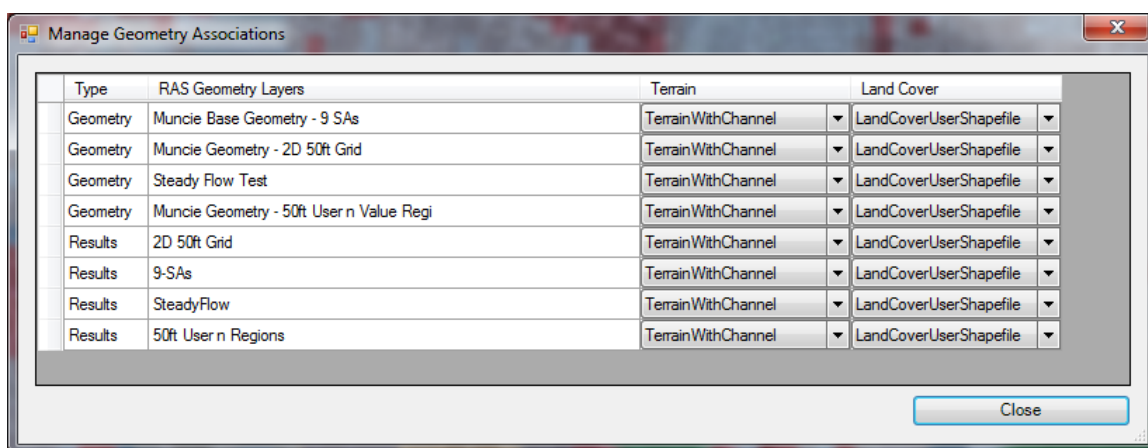 Manage Geometry Associations
Type RAS Geometry Layers Terrain Land Cover
Geometry Muncie Base Geometry - 9 SAs TerrainWithChannel LandCoverUserShapefile
Geometry Muncie Geometry - 2D 50ft Grid TerrainWithChannel LandCoverUserShapefile
Geometry Steady Flow Test TerrainWithChannel LandCoverUserShapefile
Geometry Muncie Geometry - 50ft User n Value Regi TerrainWithChannel LandCoverUserShapefile
Results 2D 50ft Grid TerrainWithChannel LandCoverUserShapefile
Results 9-SAs TerrainWithChannel LandCoverUserShapefile
Results SteadyFlow TerrainWithChannel LandCoverUserShapefile
Results 50ft User n Regions TerrainWithChannel LandCoverUserShapefile
Close